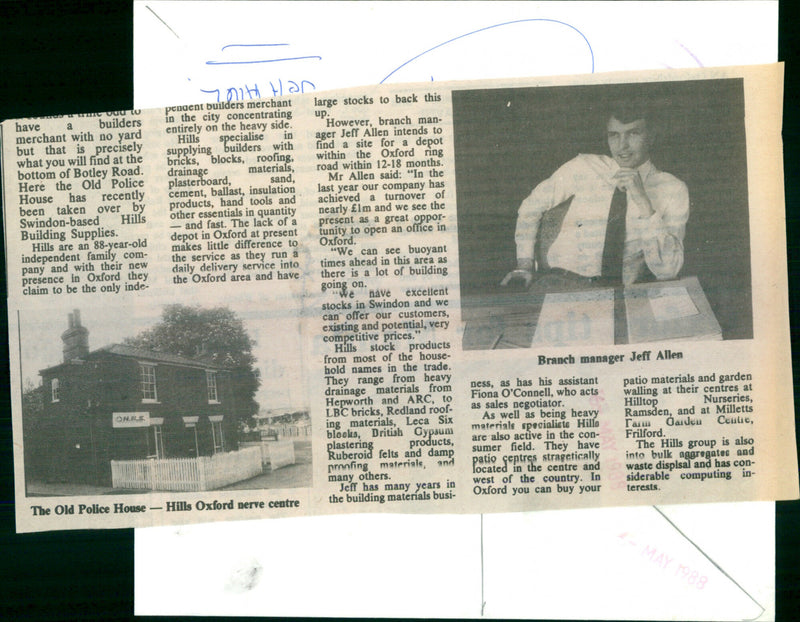 JEFF ALLEN
have a builders
merchant with no yard
but that is precisely
what you will find at the
bottom of Botley Road.
Here the Old Police
House has recently
been taken over by
Swindon-based Hills
Building Supplies.
Hills are an 88-year-old
independent family com-
pany and with their new
presence in Oxford they
claim to be the only inde-
pendent builders merchant
in the city concentrating
entirely on the heavy side.
Hills specialise in
supplying builders with
bricks, blocks, roofing,
drainage materials,
plasterboard, sand,
cement, ballast, insulation
products, hand tools and
other essentials in quantity
— and fast. The lack of a
depot in Oxford at present
makes little difference to
the service as they run a
daily delivery service into
the Oxford area and have
large stocks to back this
up.
However, branch man-
ager Jeff Allen intends to
find a site for a depot
within the Oxford ring
road within 12-18 months.
Mr Allen said: "In the
last year our company has
achieved a turnover of
nearly £1m and we see the
present as a great oppor-
tunity to open an office in
Oxford.
"We can see buoyant
times ahead in this area as
there is a lot of building
going on.
"We have excellent
stocks in Swindon and we
can offer our customers,
existing and potential, very
competitive prices."
Hills stock products
from most of the house-
hold names in the trade.
They range from heavy
drainage materials from
Hepworth and ARC, to
LBC bricks, Redland roof-
ing materials, Leca Six
blocks, British Gypsum
plastering products,
Ruberoid felts and damp
proofing materials, and
many others.
Jeff has many years in
the building materials busi-
ness, as has his assistant
Fiona O'Connell, who acts
as sales negotiator.
As well as being heavy
materials specialists Hills
are also active in the con-
sumer field. They have
patio centres stragetically
located in the centre and
west of the country. In
Oxford you can buy your
patio materials and garden
walling at their centres at
Hilltop Nurseries,
Ramsden, and at Milletts
Farm Garden Centre,
Frilford.
The Hills group is also
into bulk aggregates and
waste displsal and has con-
siderable computing in-
terests.
Branch manager Jeff Allen
The Old Police House — Hills Oxford nerve centre
MAY 1988